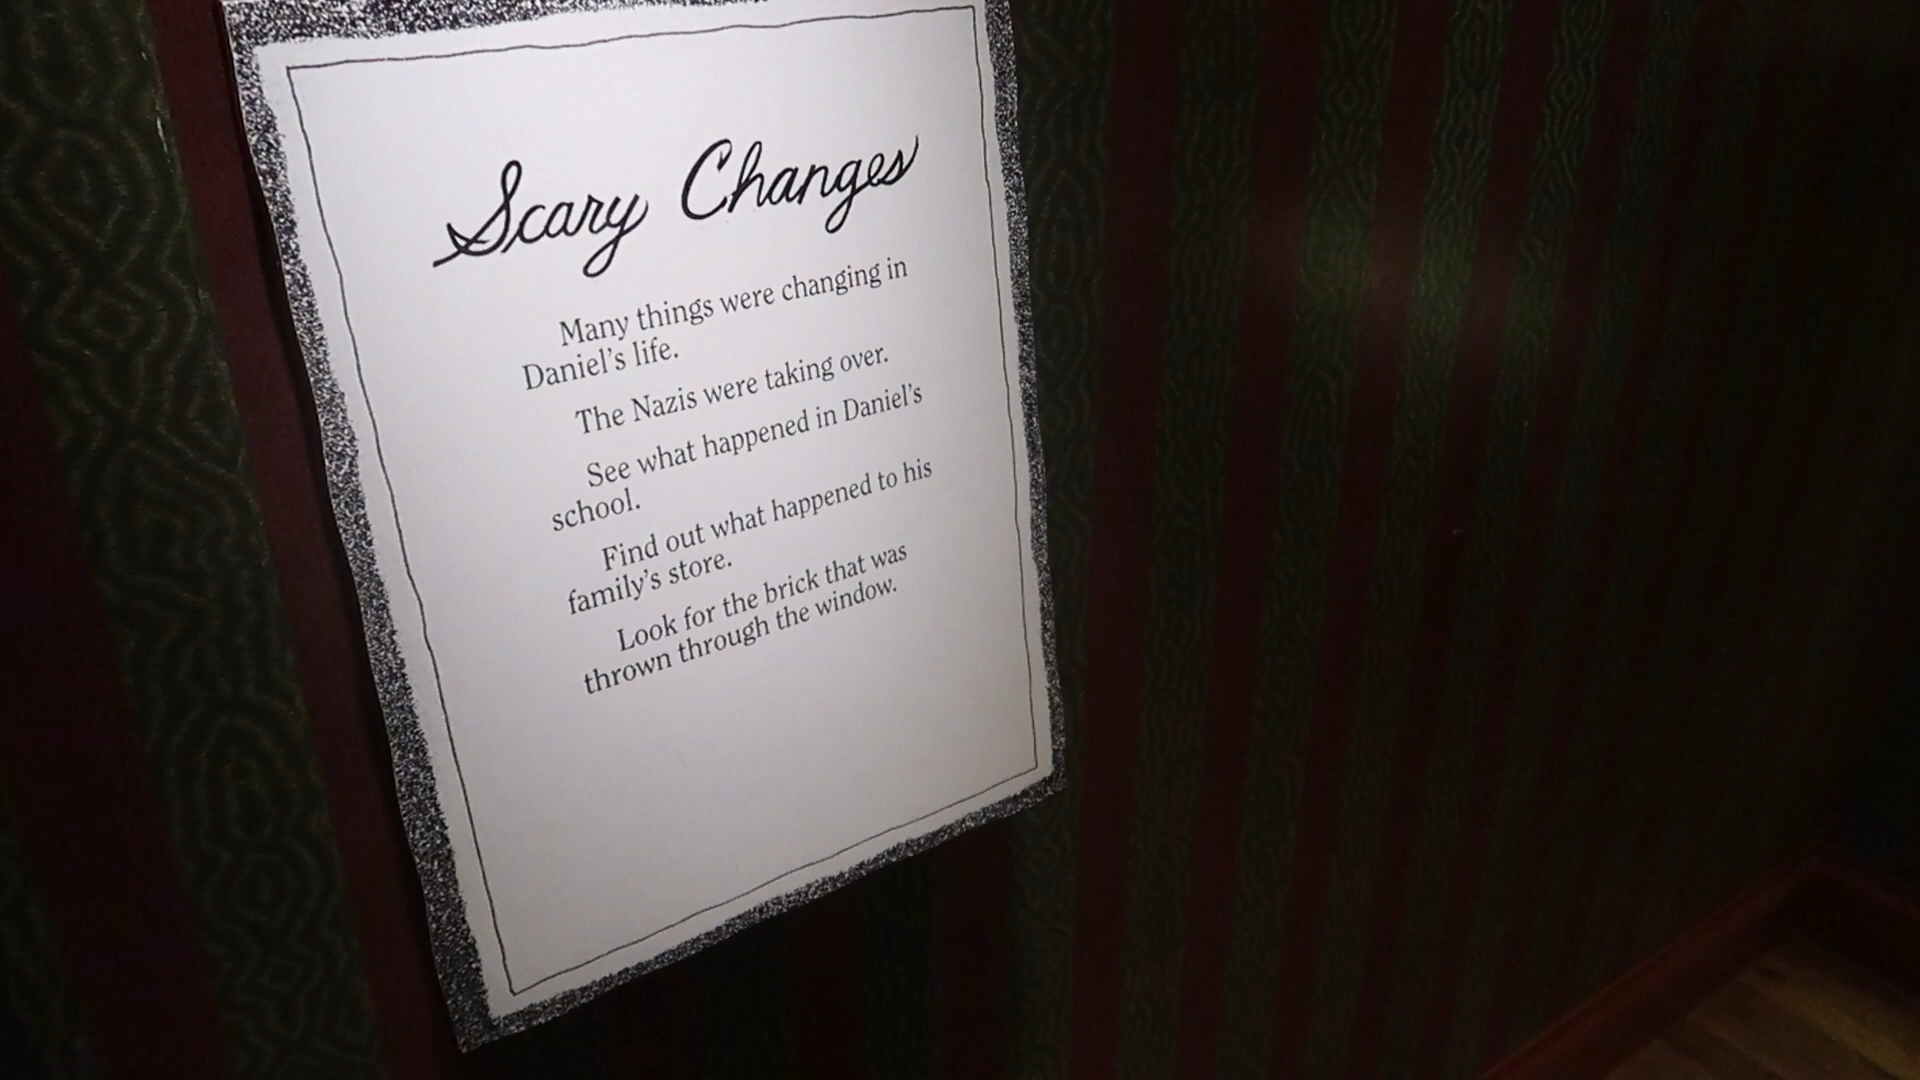 Scary Changes
Many things were changing in
Daniel's life.
The Nazis were taking over.
See what happened in Daniel's
school.
Find out what happened to his
family's store.
Look for the brick that was
thrown through the window.